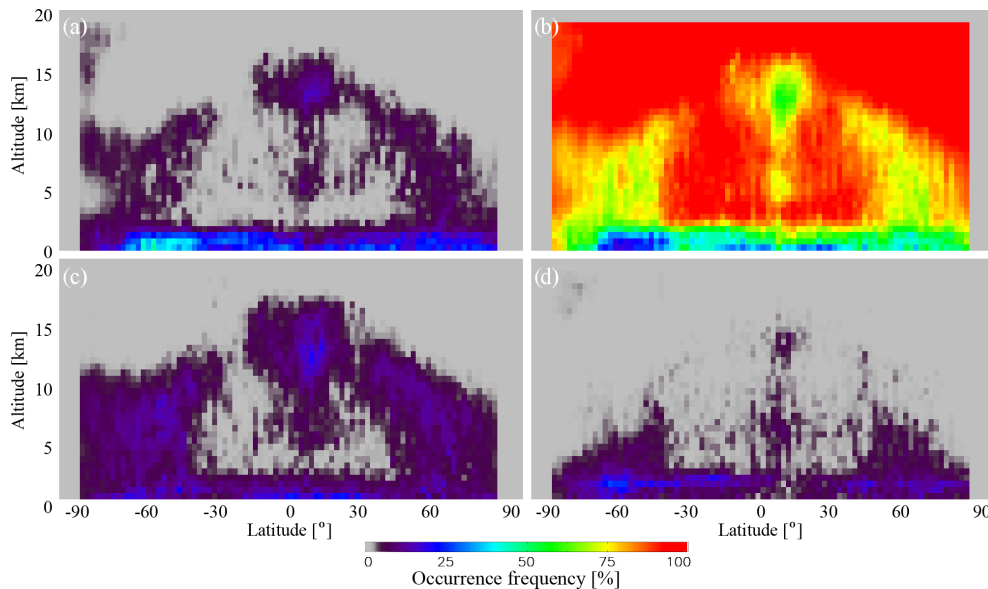 20 (a) (b)
15
10
5
0
Altitude [km]
20 (c) (d)
15
10
5
0
Altitude [km]
-90 -60 -30 0 30 60 90 -90 -60 -30 0 30 60 90
Latitude [°] Latitude [°]
0 25 50 75 100
Occurrence frequency [%]